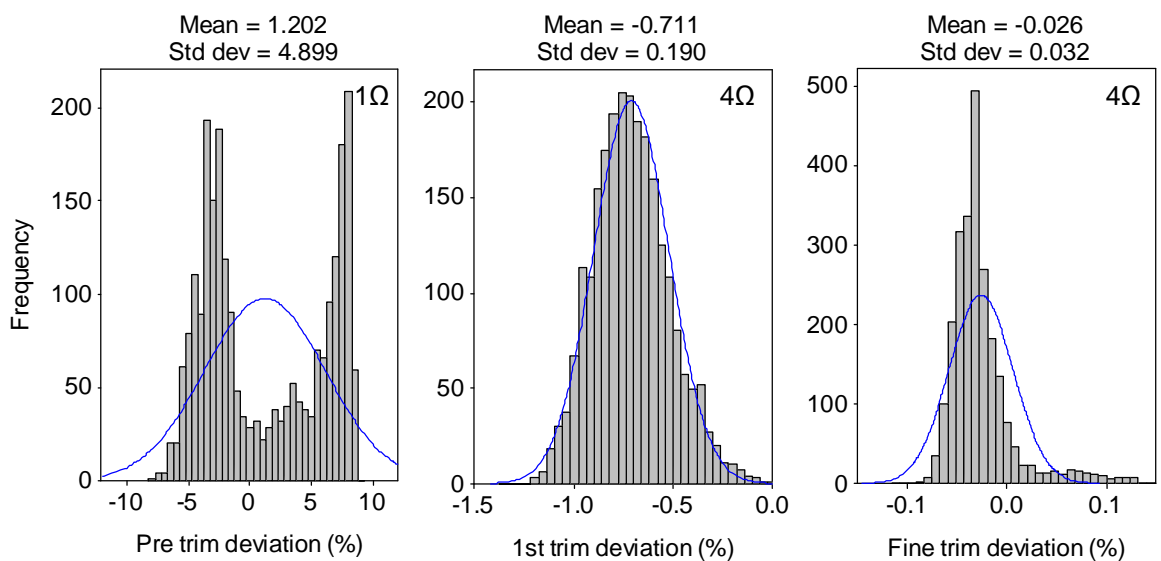 Mean = 1.202
Std dev = 4.899
Mean = -0.711
Std dev = 0.190
Mean = -0.026
Std dev = 0.032
Frequency
1Ω
200
150
100
50
0
-10
-5
0
5
10
Pre trim deviation (%)
4Ω
200
150
100
50
0
-1.5
-1.0
-0.5
0.0
1st trim deviation (%)
4Ω
500
400
300
200
100
0
-0.1
0.0
0.1
Fine trim deviation (%)